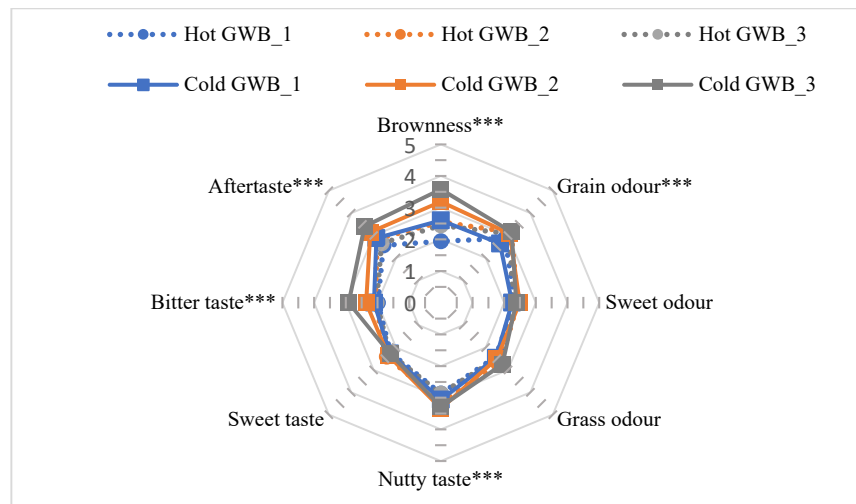 Hot GWB_1 Hot GWB_2 Hot GWB_3
Cold GWB_1 Cold GWB_2 Cold GWB_3
Brownness***
5
Grain odour***
4
Aftertaste***
3
2
1
Bitter taste***
0
Sweet odour
Sweet taste
Grass odour
Nutty taste***